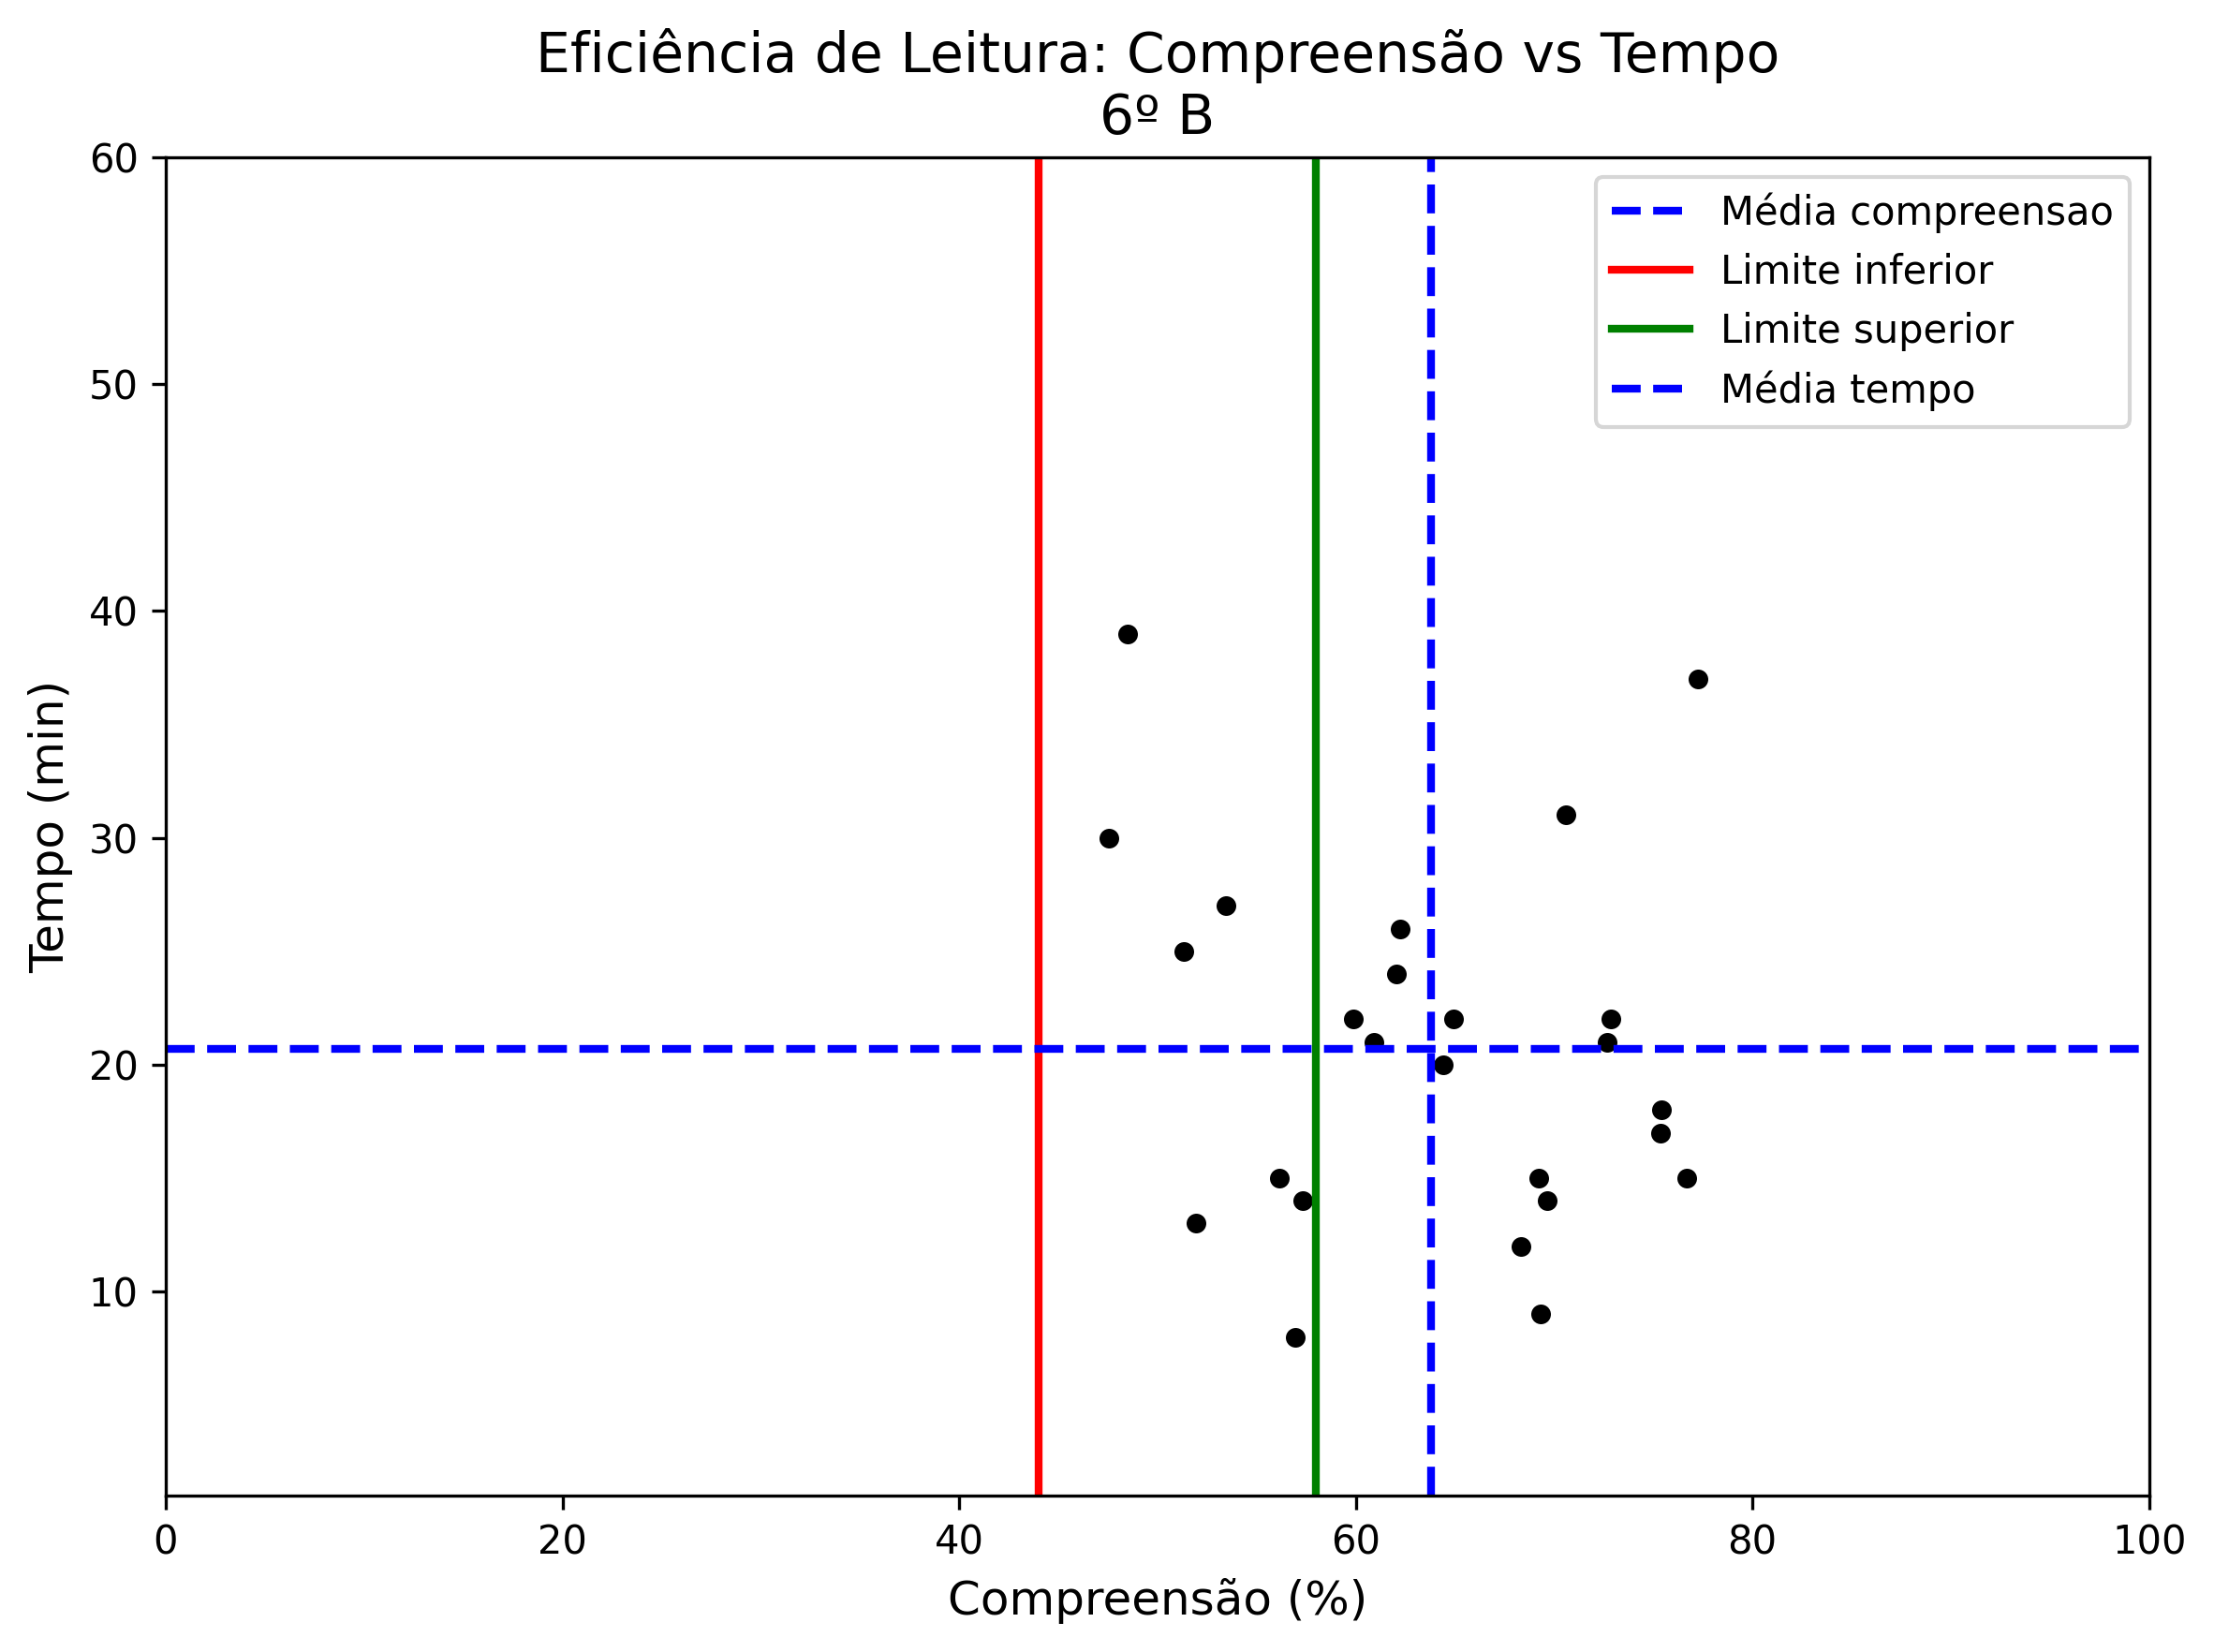 Eficiência de Leitura: Compreensão vs Tempo
6º B
60
50
40
30
20
10
Tempo (min)
Média compreensao
Limite inferior
Limite superior
Média tempo
0 20 40 60 80 100
Compreensão (%)